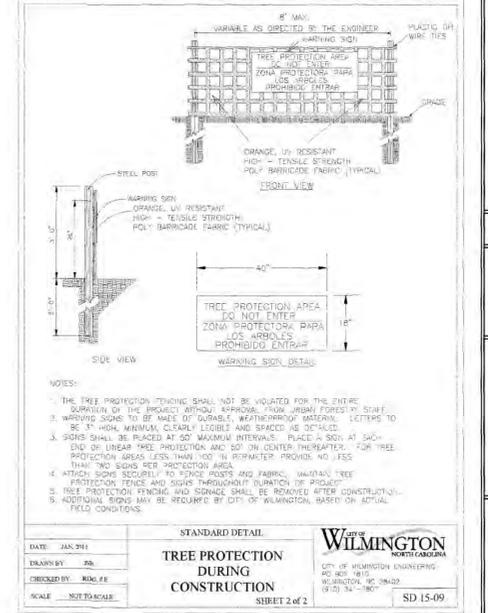 8" MAX.
VARIABLE AS DIRECTED BY THE ENGINEER
PLASTIC OR
WIRE TIES
WARNING SIGN
TREE PROTECTION AREA
DO NOT ENTER
ZONA PROTECTORA PARA
LOS ARBOLES
PROHIBIDO ENTRAR
GRADE
ORANGE, UV RESISTANT
HIGH - TENSILE STRENGTH
POLY BARRICADE FABRIC (TYPICAL)
FRONT VIEW
STEEL POST
WARNING SIGN
ORANGE, UV RESISTANT
HIGH - TENSILE STRENGTH
POLY BARRICADE FABRIC (TYPICAL)
SIDE VIEW
40"
18"
TREE PROTECTION AREA
DO NOT ENTER
ZONA PROTECTORA PARA
LOS ARBOLES
PROHIBIDO ENTRAR
WARNING SIGN DETAIL
NOTES:
1. THE TREE PROTECTION FENCING SHALL NOT BE VIOLATED FOR THE ENTIRE
DURATION OF THE PROJECT WITHOUT APPROVAL FROM URBAN FORESTRY STAFF.
2. WARNING SIGNS TO BE MADE OF DURABLE, WEATHERPROOF MATERIAL. LETTERS TO
BE 3" HIGH, MINIMUM, CLEARLY LEGIBLE AND SPACED AS DETAILED.
3. SIGNS SHALL BE PLACED AT 50' MAXIMUM INTERVALS. PLACE A SIGN AT EACH
END OF LINEAR TREE PROTECTION AND 50' ON CENTER THEREAFTER. FOR TREE
PROTECTION AREAS LESS THAN 100' IN PERIMETER, PROVIDE NO LESS
THAN TWO SIGNS PER PROTECTION AREA.
4. ATTACH SIGNS SECURELY TO FENCE POSTS AND FABRIC. MAINTAIN TREE
PROTECTION FENCE AND SIGNS THROUGHOUT DURATION OF PROJECT.
5. TREE PROTECTION FENCING AND SIGNAGE SHALL BE REMOVED AFTER CONSTRUCTION.
6. ADDITIONAL SIGNS MAY BE REQUIRED BY CITY OF WILMINGTON, BASED ON ACTUAL
FIELD CONDITIONS.
STANDARD DETAIL
DATE: JAN, 2011
DRAWN BY
CHECKED BY
SCALE NOT TO SCALE
TREE PROTECTION
DURING
CONSTRUCTION
SHEET 2 of 2
CITY OF
WILMINGTON
NORTH CAROLINA
CITY OF WILMINGTON ENGINEERING
PO BOX 1810
WILMINGTON, NC 28402
SD 15-09